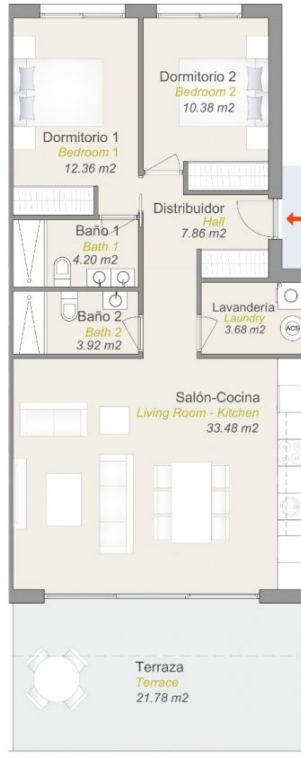 Dormitorio 2
Bedroom 2
10.38 m2
Dormitorio 1
Bedroom 1
12.36 m2
Distribuidor
Hall
7.86 m2
Baño 1
Bath 1
4.20 m2
Baño 2
Bath 2
3.92 m2
Lavandería
Laundry
3.68 m2
ACS
Salón-Cocina
Living Room - Kitchen
33.48 m2
Terraza
Terrace
21.78 m2